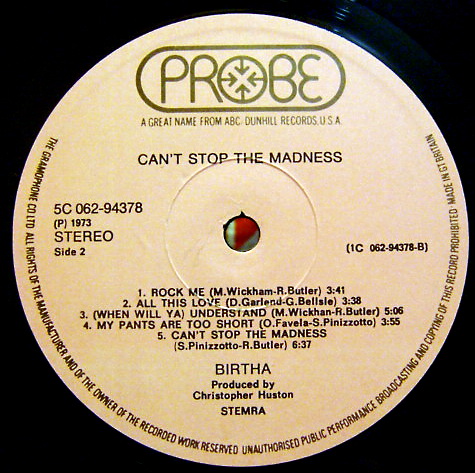 PROBE
A GREAT NAME FROM ABC/DUNHILL RECORDS, U.S.A.
CAN'T STOP THE MADNESS
5C 062-94378
(P) 1973
STEREO
Side 2
(1C 062-94378-B)
1. ROCK ME (M.Wickham-R.Butler) 3:41
2. ALL THIS LOVE (D.Garland-G.Bellsle) 3:38
3. (WHEN WILL YA) UNDERSTAND (M.Wickhan-R.Butler) 5:06
4. MY PANTS ARE TOO SHORT (O.Favela-S.Pinizzotto) 3:55
5. CAN'T STOP THE MADNESS
(S.Pinizzotto-R.Butler) 6:37
BIRTHA
Produced by
Christopher Huston
STEMRA
THE GRAMOPHONE CO LTD ALL RIGHTS OF THE MANUFACTURER AND OF THE OWNER OF THE RECORDED WORK RESERVED UNAUTHORISED PUBLIC PERFORMANCE BROADCASTING AND COPYING OF THIS RECORD PROHIBITED · MADE IN GT BRITAIN